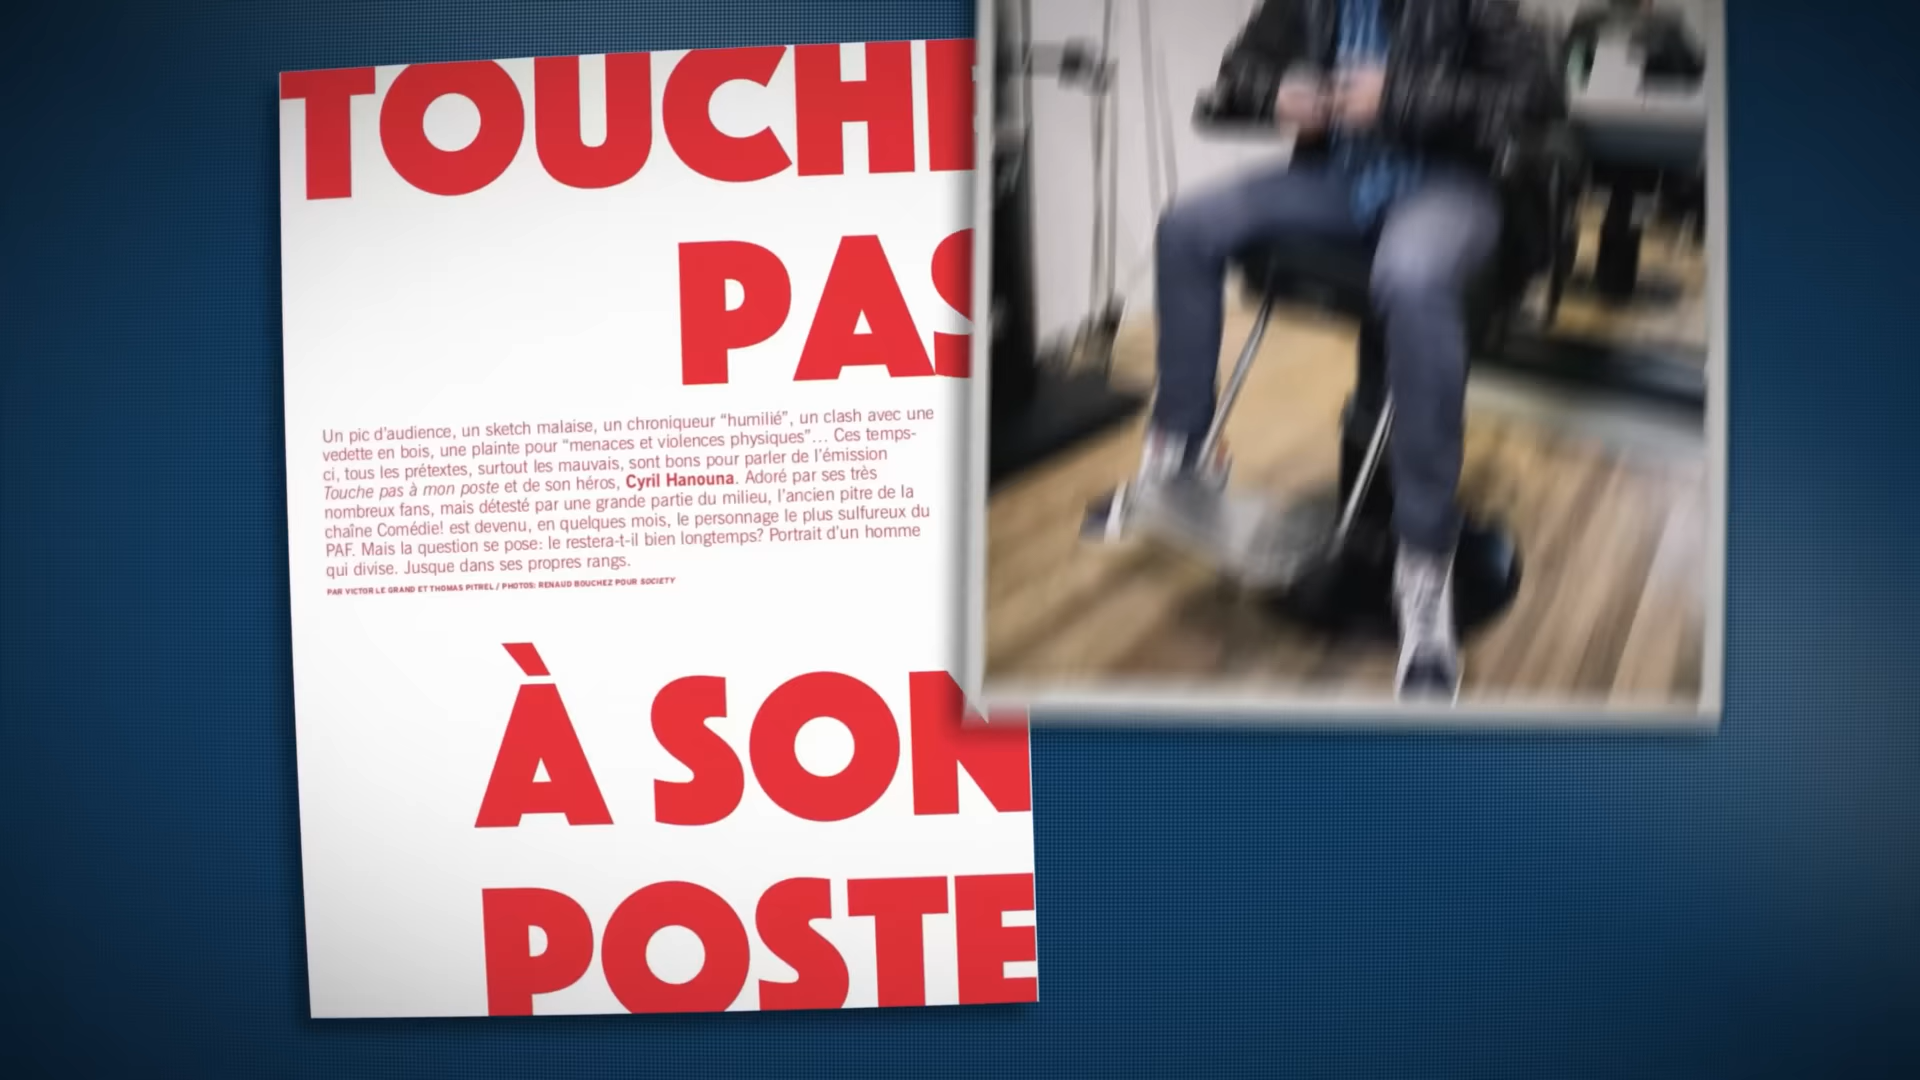 TOUCHE
PAS
Un pic d'audience, un sketch malaise, un chroniqueur “humilié”, un clash avec une
vedette en bois, une plainte pour “menaces et violences physiques”… Ces temps-
ci, tous les prétextes, surtout les mauvais, sont bons pour parler de l'émission
Touche pas à mon poste et de son héros, Cyril Hanouna. Adoré par ses très
nombreux fans, mais détesté par une grande partie du milieu, l'ancien pitre de la
chaîne Comédie! est devenu, en quelques mois, le personnage le plus sulfureux du
PAF. Mais la question se pose: le restera-t-il bien longtemps? Portrait d'un homme
qui divise. Jusque dans ses propres rangs.
PAR VICTOR LE GRAND ET THOMAS PITREL / PHOTOS: RENAUD BOUCHEZ POUR SOCIETY
À SON
POSTE